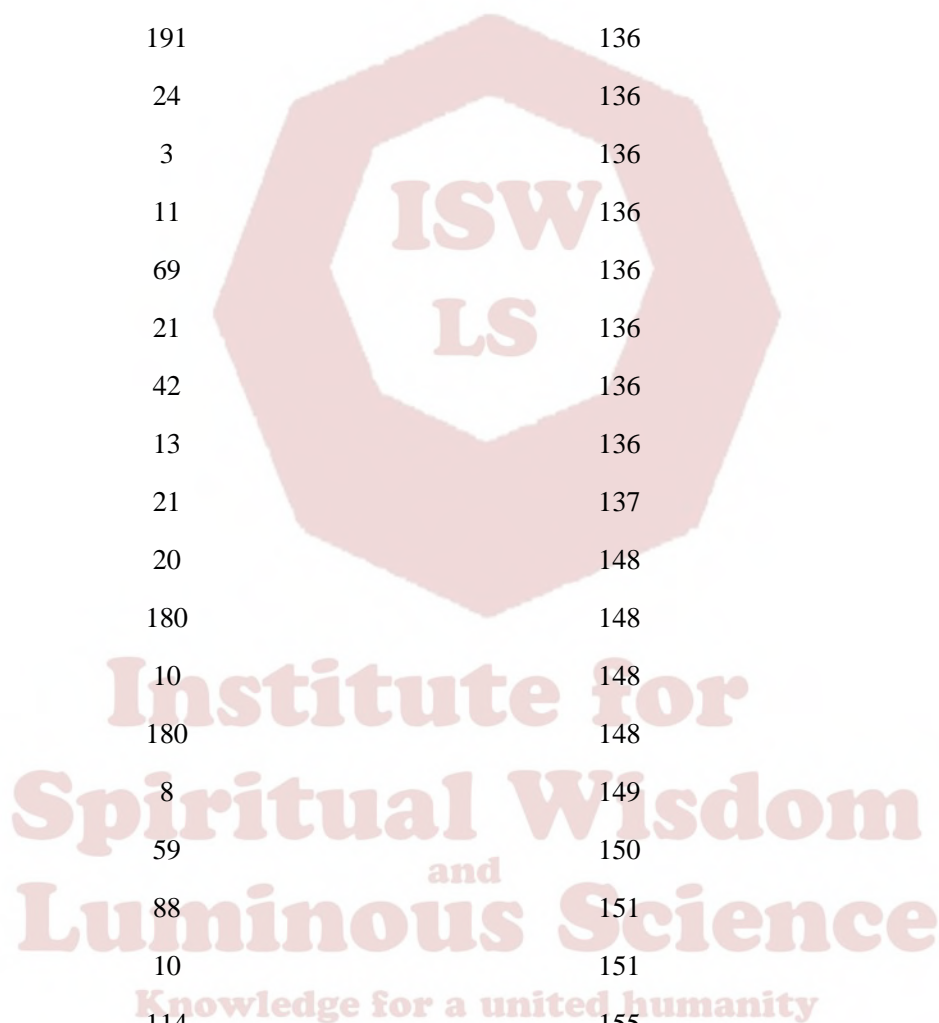 191 136
24 136
3 136
ISW
11 136
69 136
LS
21 136
42 136
13 136
21 137
20 148
180 148
Institute for
10 148
180 148
Spiritual Wisdom
8 149
59 150
and
Luminous Science
88 151
10 151
Knowledge for a united humanity
114 155